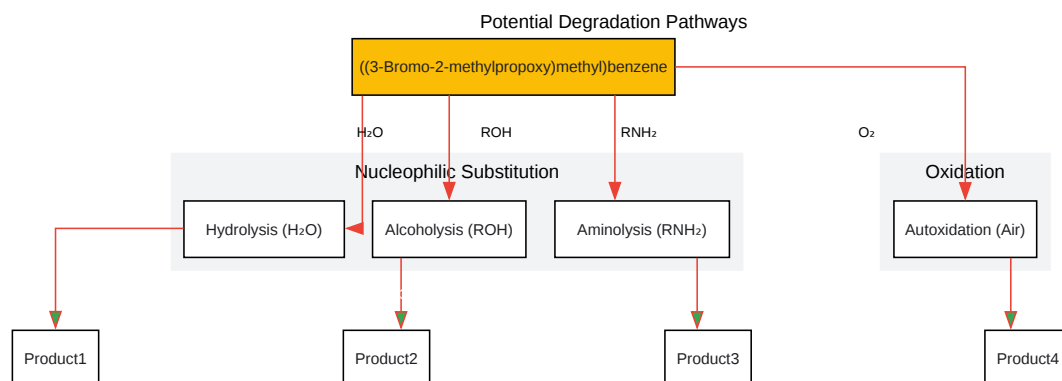 Potential Degradation Pathways
((3-Bromo-2-methylpropoxy)methyl)benzene
H₂O
ROH
RNH₂
O₂
Nucleophilic Substitution
Oxidation
Hydrolysis (H₂O)
Alcoholysis (ROH)
Aminolysis (RNH₂)
Autoxidation (Air)
Product1
Product2
Product3
Product4